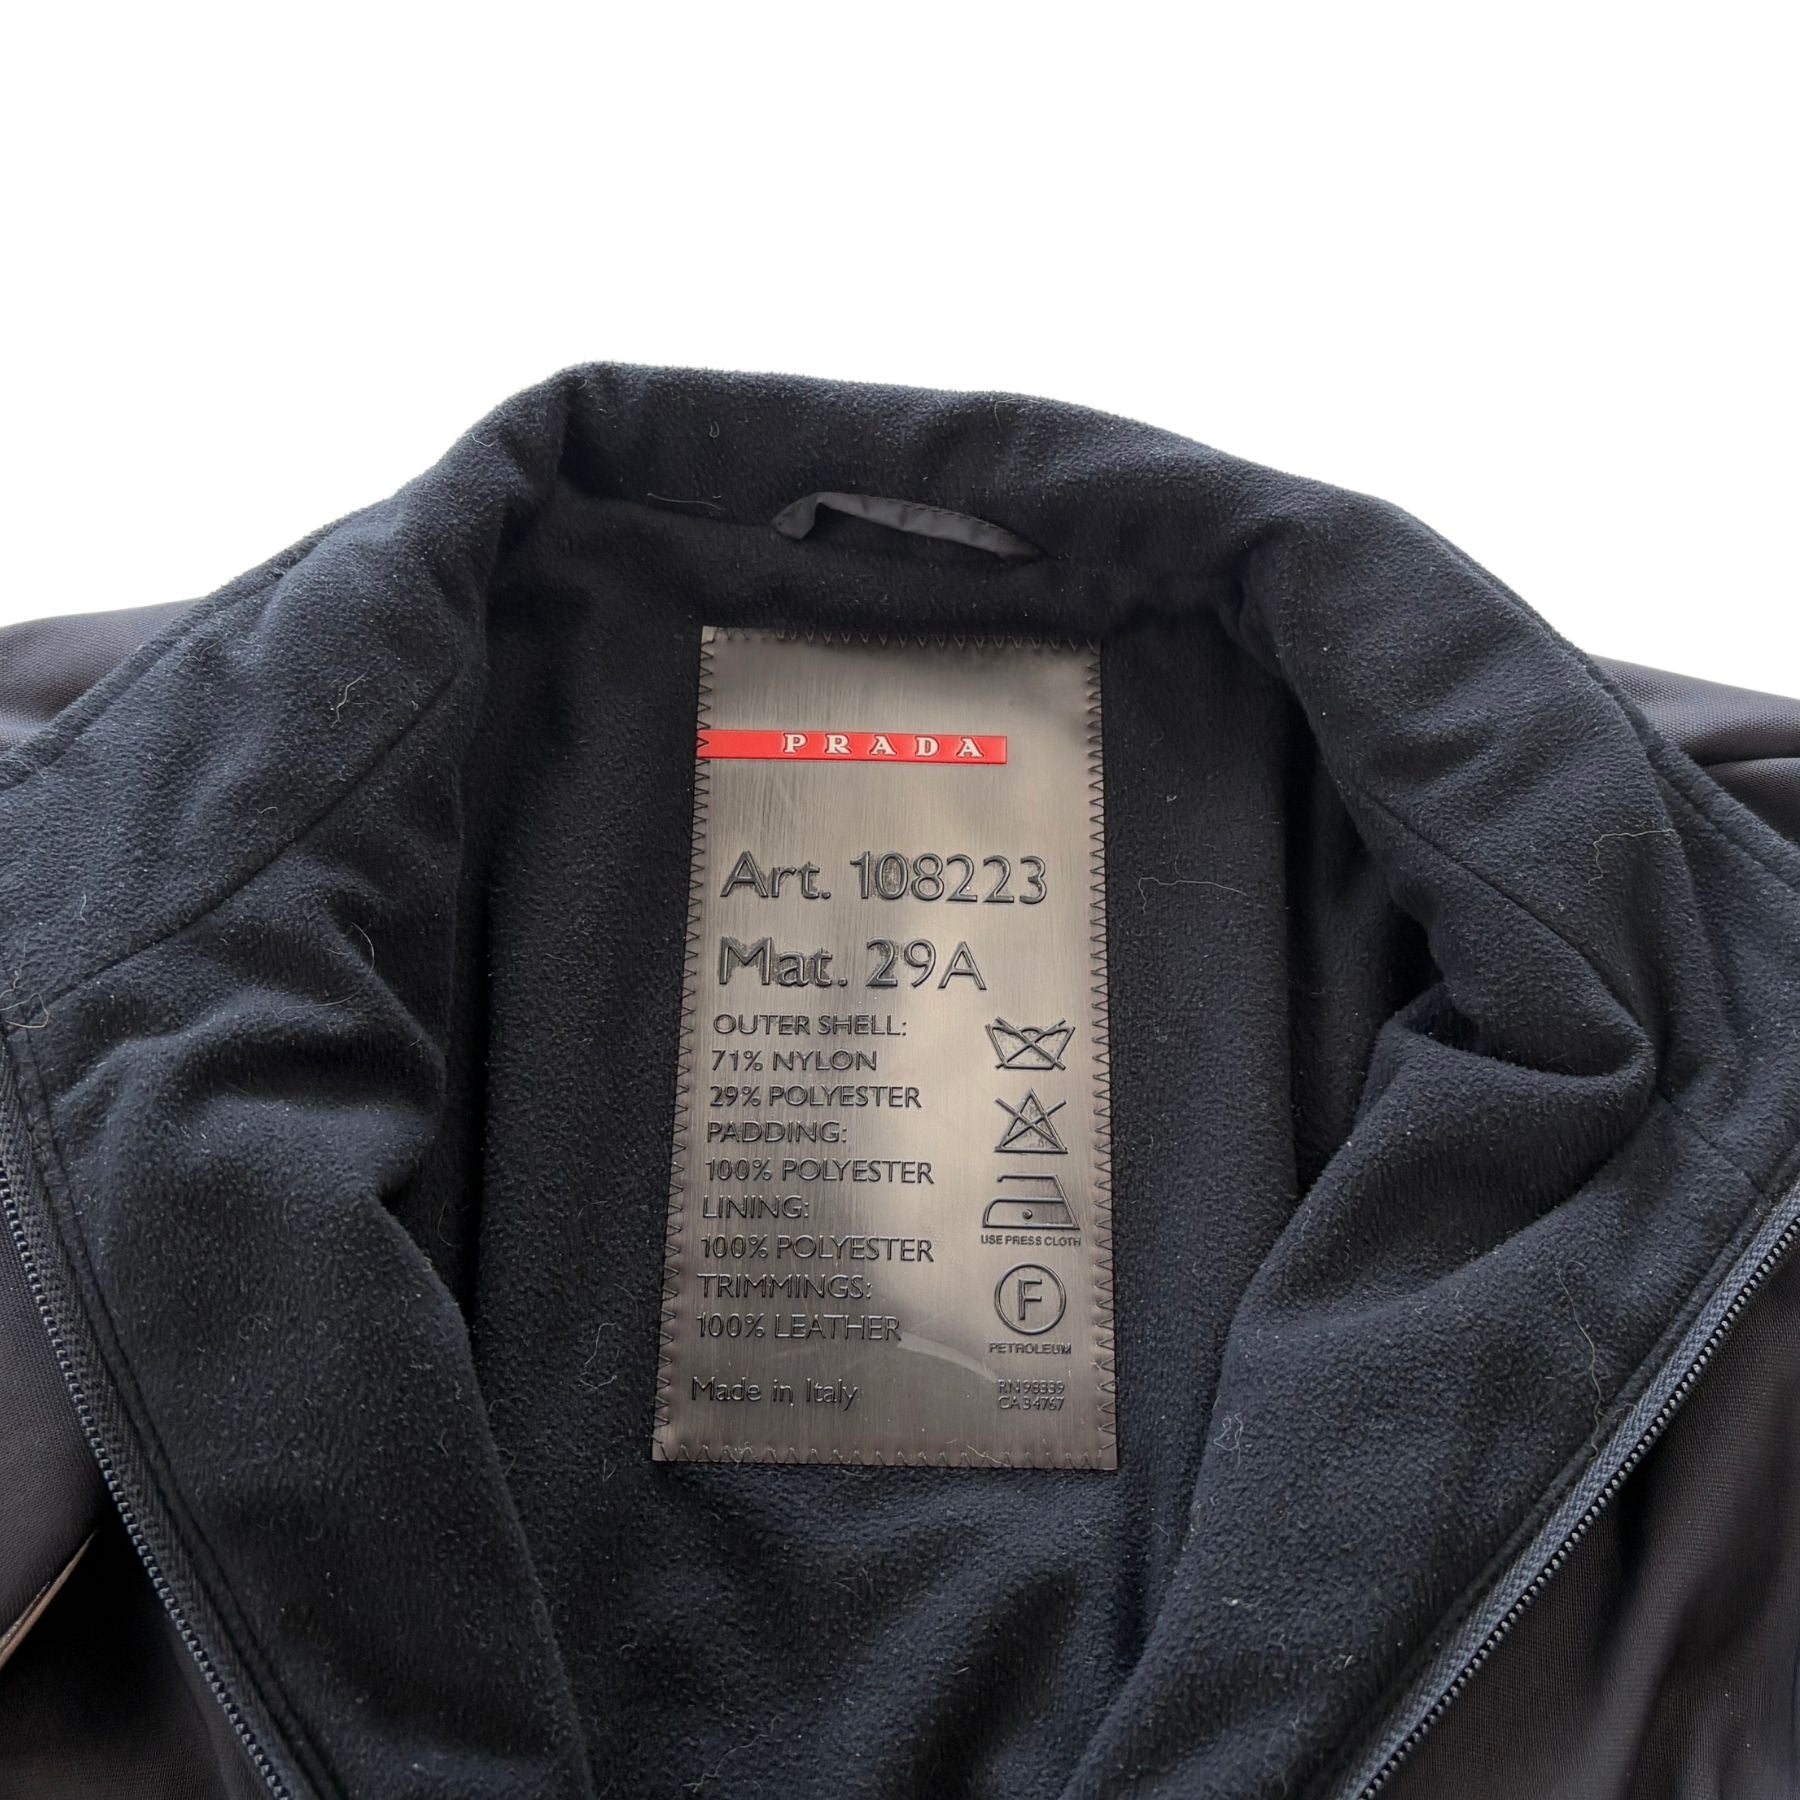 PRADA
Art. 108223
Mat. 29A
OUTER SHELL:
71% NYLON
29% POLYESTER
PADDING:
100% POLYESTER
LINING:
100% POLYESTER
TRIMMINGS:
100% LEATHER
USE PRESS CLOTH
F
PETROLEUM
Made in Italy
RN 98339
CA 34767